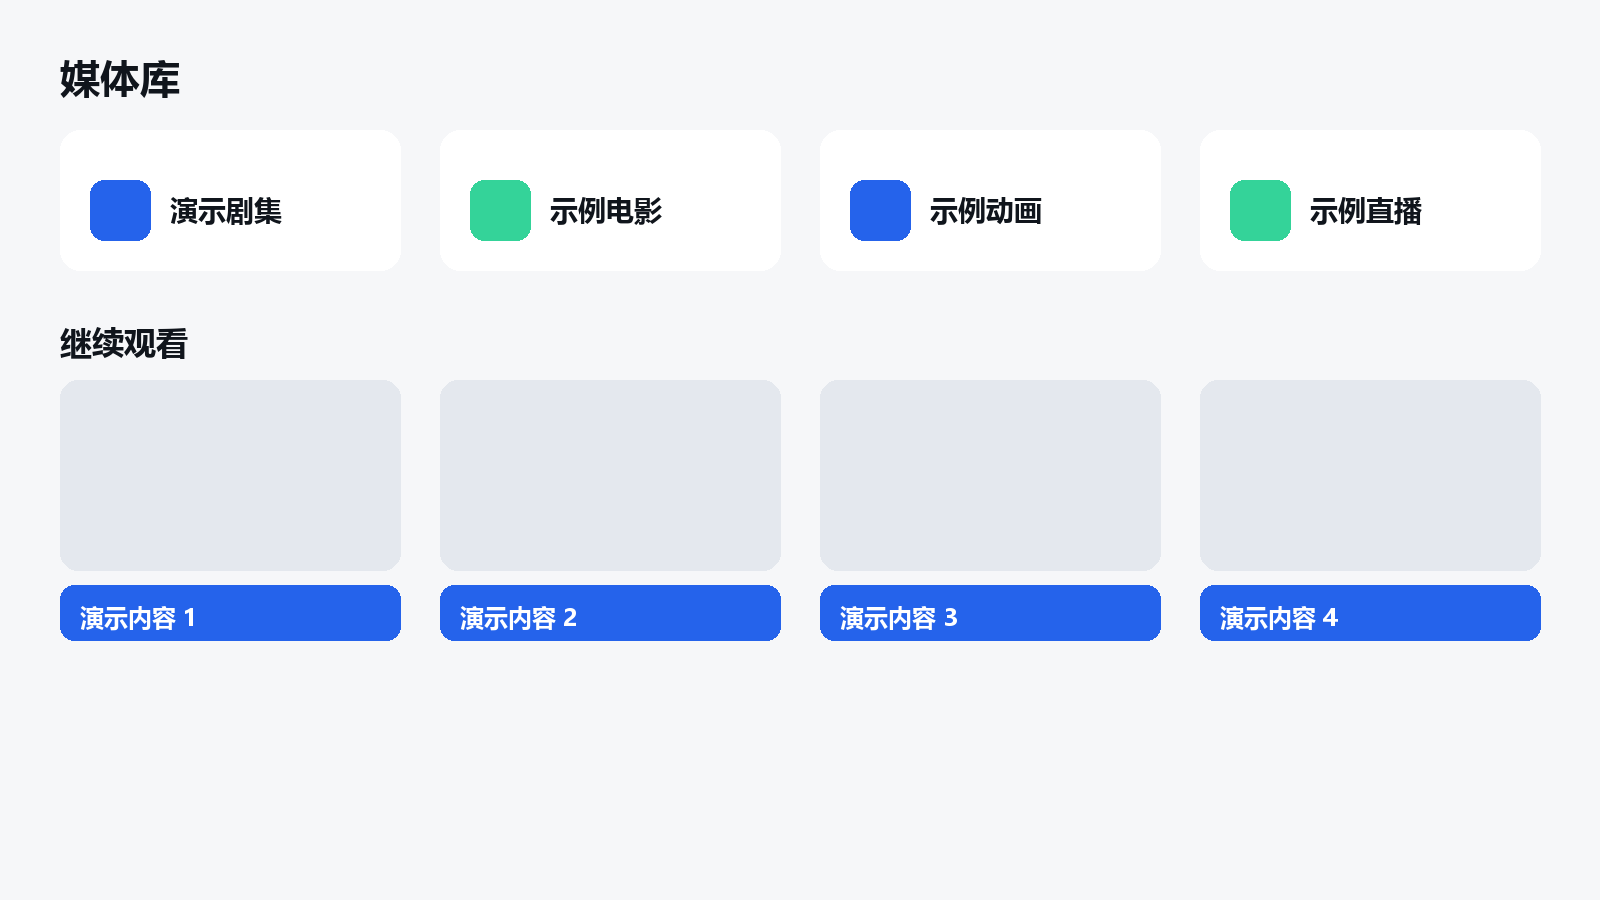 媒体库
演示剧集
示例电影
示例动画
示例直播
继续观看
演示内容 1
演示内容 2
演示内容 3
演示内容 4